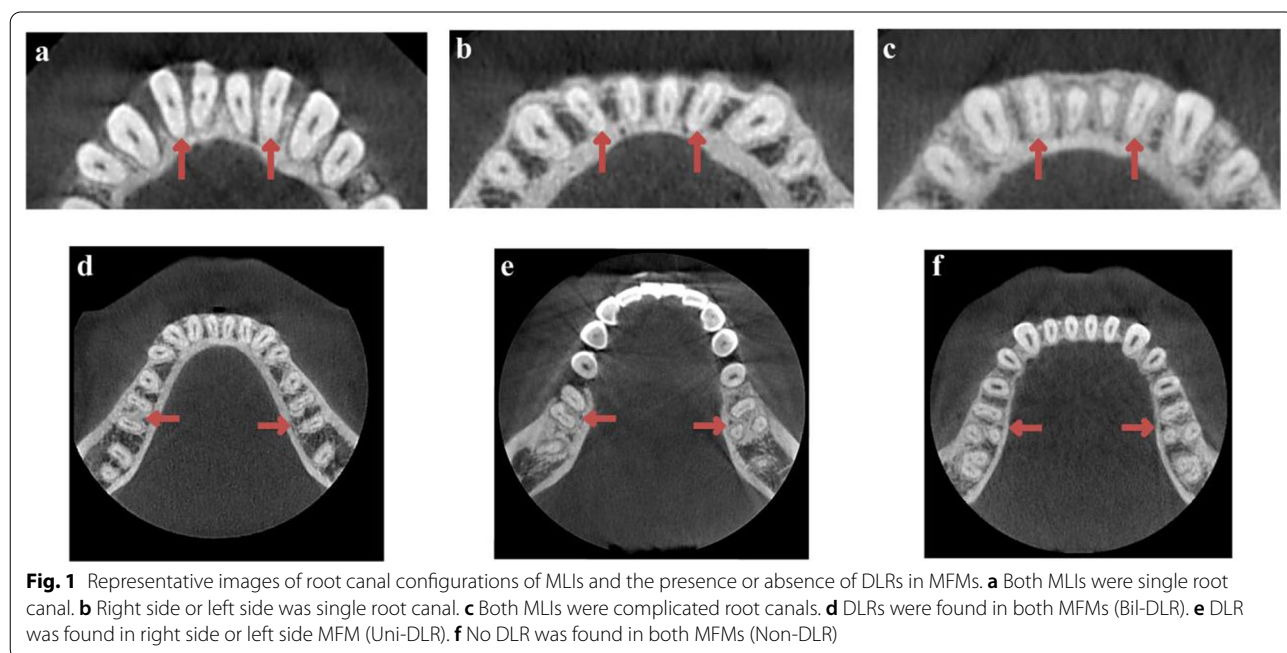 a
b
c
d
e
f
Fig. 1 Representative images of root canal configurations of MLIs and the presence or absence of DLRs in MFMs. a Both MLIs were single root
canal. b Right side or left side was single root canal. c Both MLIs were complicated root canals. d DLRs were found in both MFMs (Bil-DLR). e DLR
was found in right side or left side MFM (Uni-DLR). f No DLR was found in both MFMs (Non-DLR)